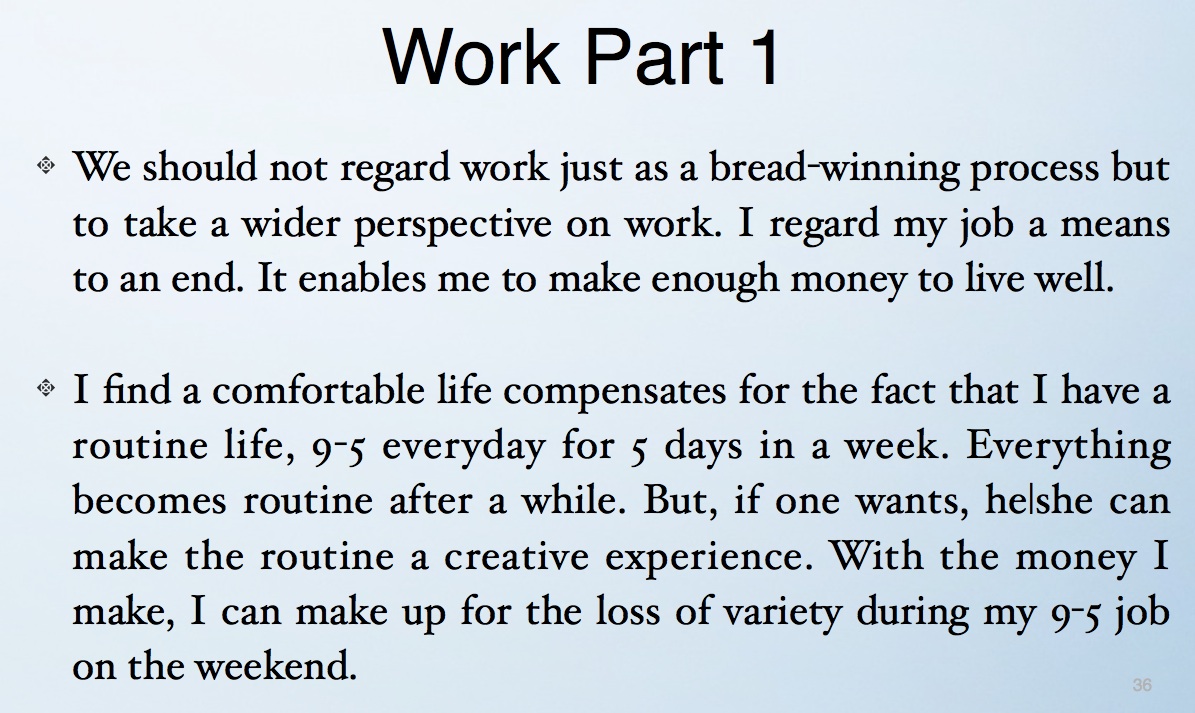 Work Part 1
We should not regard work just as a bread-winning process but
to take a wider perspective on work. I regard my job a means
to an end. It enables me to make enough money to live well.
I find a comfortable life compensates for the fact that I have a
routine life, 9-5 everyday for 5 days in a week. Everything
becomes routine after a while. But, if one wants, he|she can
make the routine a creative experience. With the money I
make, I can make up for the loss of variety during my 9-5 job
on the weekend.
36